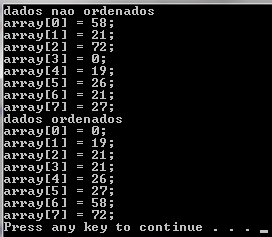 dados nao ordenados
array[0] = 58;
array[1] = 21;
array[2] = 72;
array[3] = 0;
array[4] = 19;
array[5] = 26;
array[6] = 21;
array[7] = 27;
dados ordenados
array[0] = 0;
array[1] = 19;
array[2] = 21;
array[3] = 21;
array[4] = 26;
array[5] = 27;
array[6] = 58;
array[7] = 72;
Press any key to continue . . . _